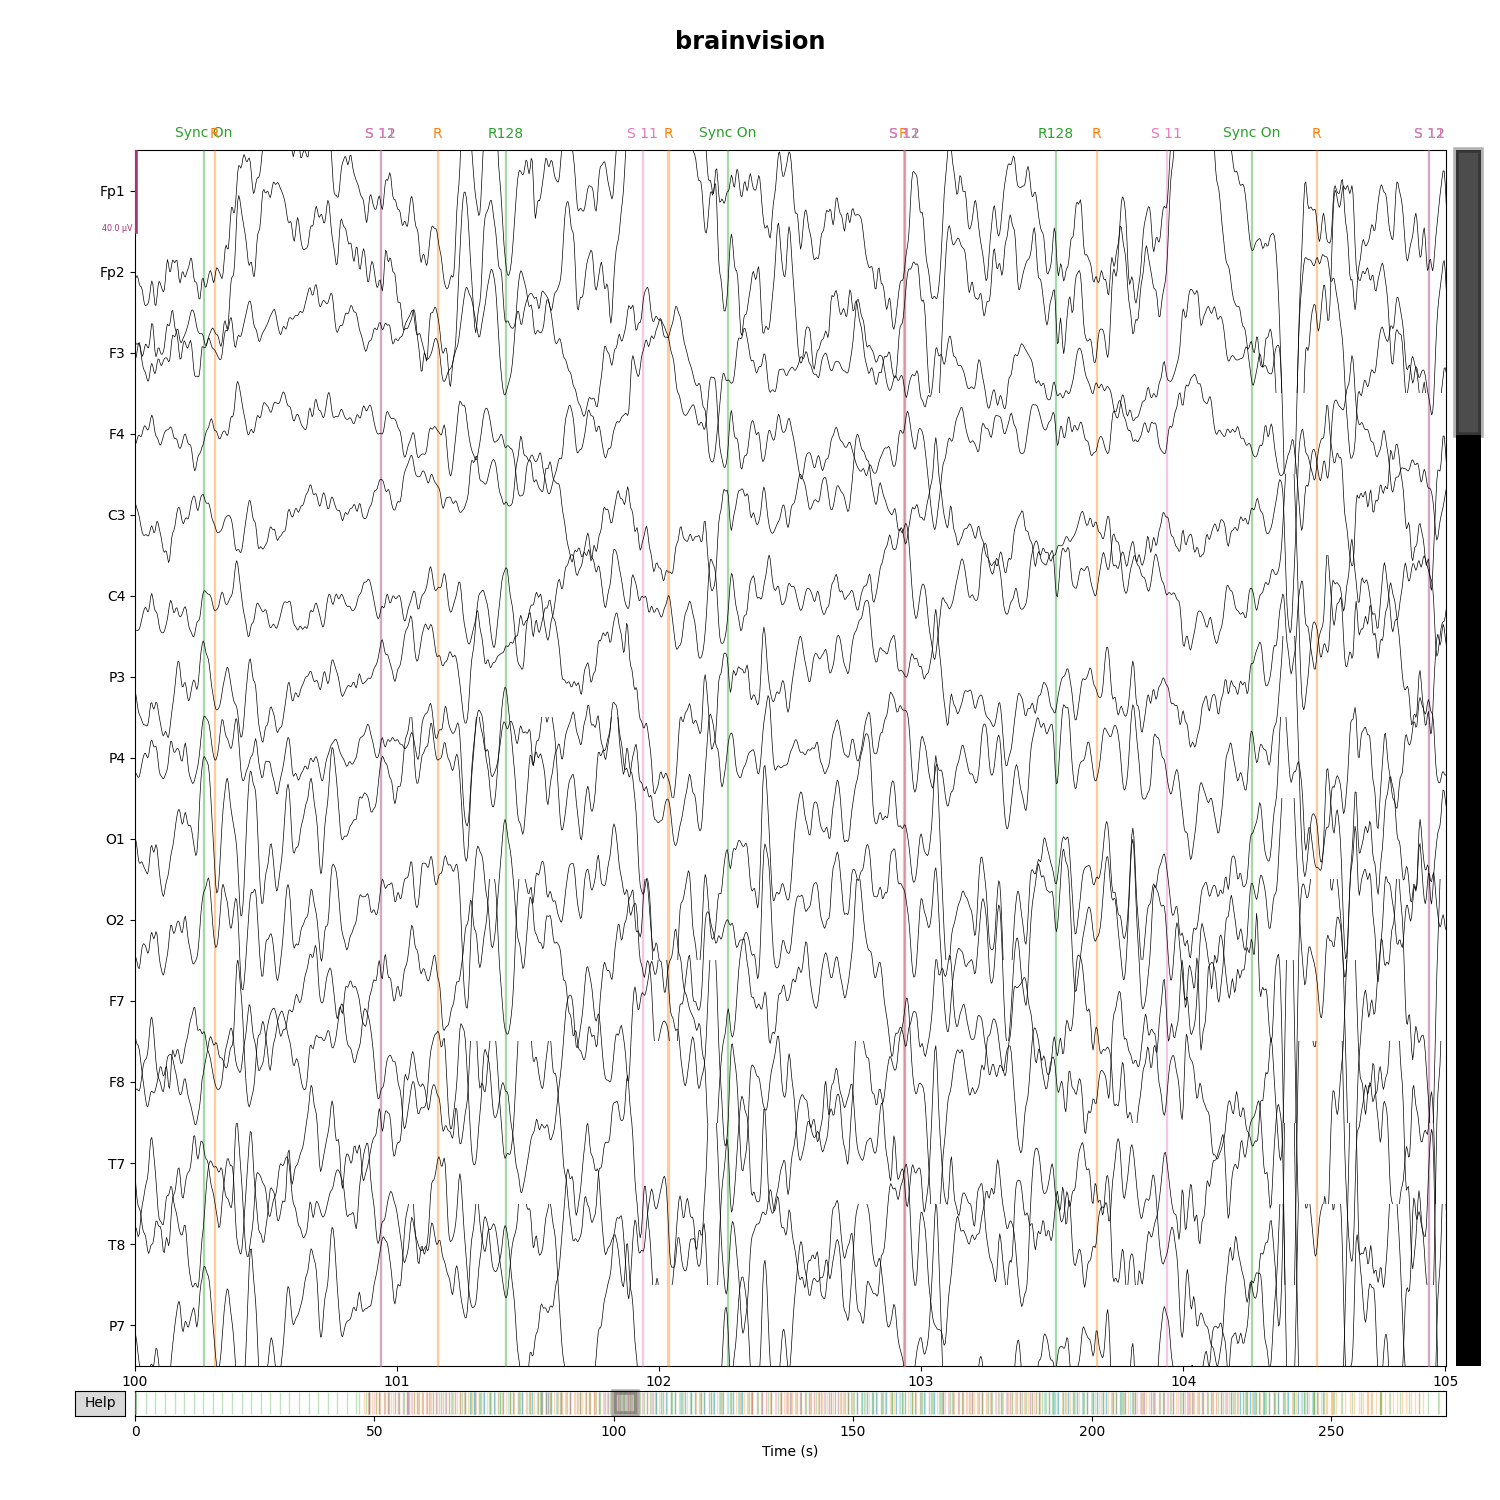 brainvision
Sync On R S 12 R R128 S 11 R Sync On S 12 R128 R S 11 Sync On R S 12
Fp1
40.0 µV
Fp2
F3
F4
C3
C4
P3
P4
O1
O2
F7
F8
T7
T8
P7
100 101 102 103 104 105
Help
0 50 100 150 200 250
Time (s)